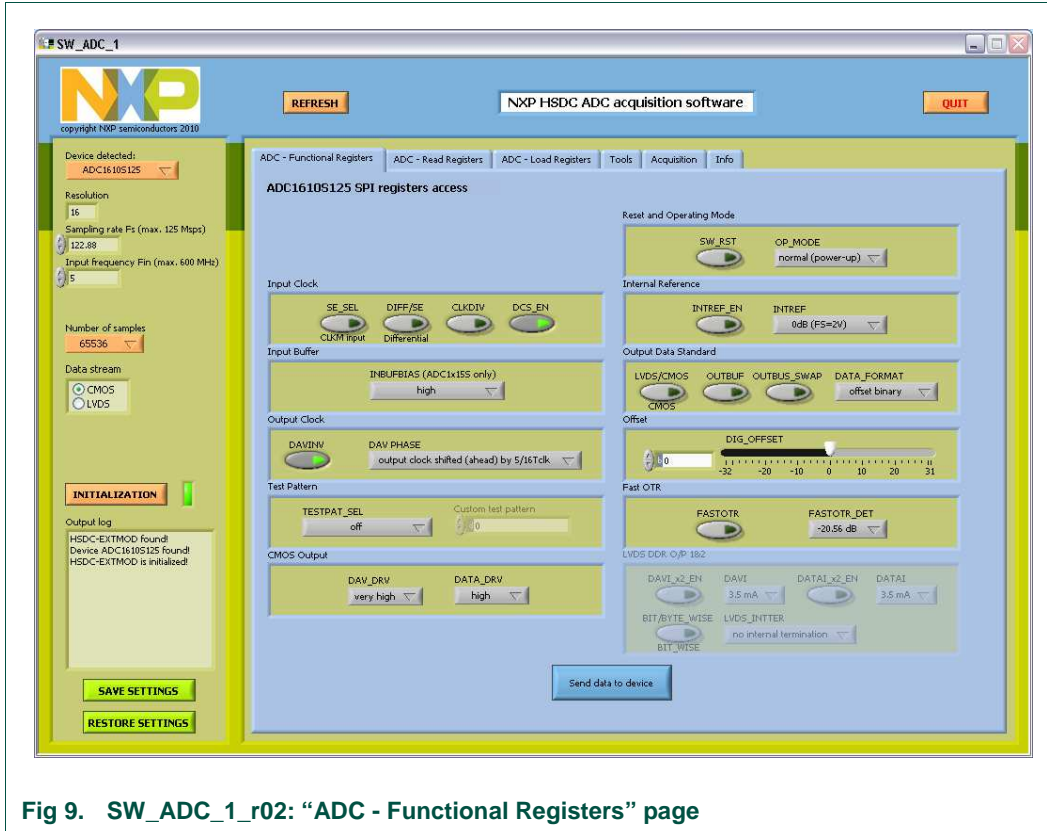 SW_ADC_1
NXP
copyright NXP semiconductors 2010
REFRESH
NXP HSDC ADC acquisition software
QUIT
Device detected:
ADC1610S125
Resolution
16
Sampling rate Fs (max. 125 Msps)
122.88
Input frequency Fin (max. 600 MHz)
5
Number of samples
65536
Data stream
CMOS
LVDS
INITIALIZATION
Output log
HSDC-EXTMOD found!
Device ADC1610S125 found!
HSDC-EXTMOD is initialized!
SAVE SETTINGS
RESTORE SETTINGS
ADC - Functional Registers ADC - Read Registers ADC - Load Registers Tools Acquisition Info
ADC1610S125 SPI registers access
Input Clock
SE_SEL DIFF/SE CLKDIV DCS_EN
CLKM input Differential
Input Buffer
INBUFBIAS (ADC1x15S only)
high
Output Clock
DAVINV DAV PHASE
output clock shifted (ahead) by 5/16Tclk
Test Pattern
TESTPAT_SEL Custom test pattern
off 0
CMOS Output
DAV_DRV DATA_DRV
very high high
Reset and Operating Mode
SW_RST OP_MODE
normal (power-up)
Internal Reference
INTREF_EN INTREF
0dB (FS=2V)
Output Data Standard
LVDS/CMOS OUTBUF OUTBUS_SWAP DATA_FORMAT
offset binary
CMOS
Offset
DIG_OFFSET
0
-32 -20 -10 0 10 20 31
Fast OTR
FASTOTR FASTOTR_DET
-20.56 dB
LVDS DDR O/P 1&2
DAVI_x2_EN DAVI DATAI_x2_EN DATAI
3.5 mA 3.5 mA
BIT/BYTE_WISE LVDS_INTTER
no internal termination
BIT_WISE
Send data to device
Fig 9. SW_ADC_1_r02: “ADC - Functional Registers” page